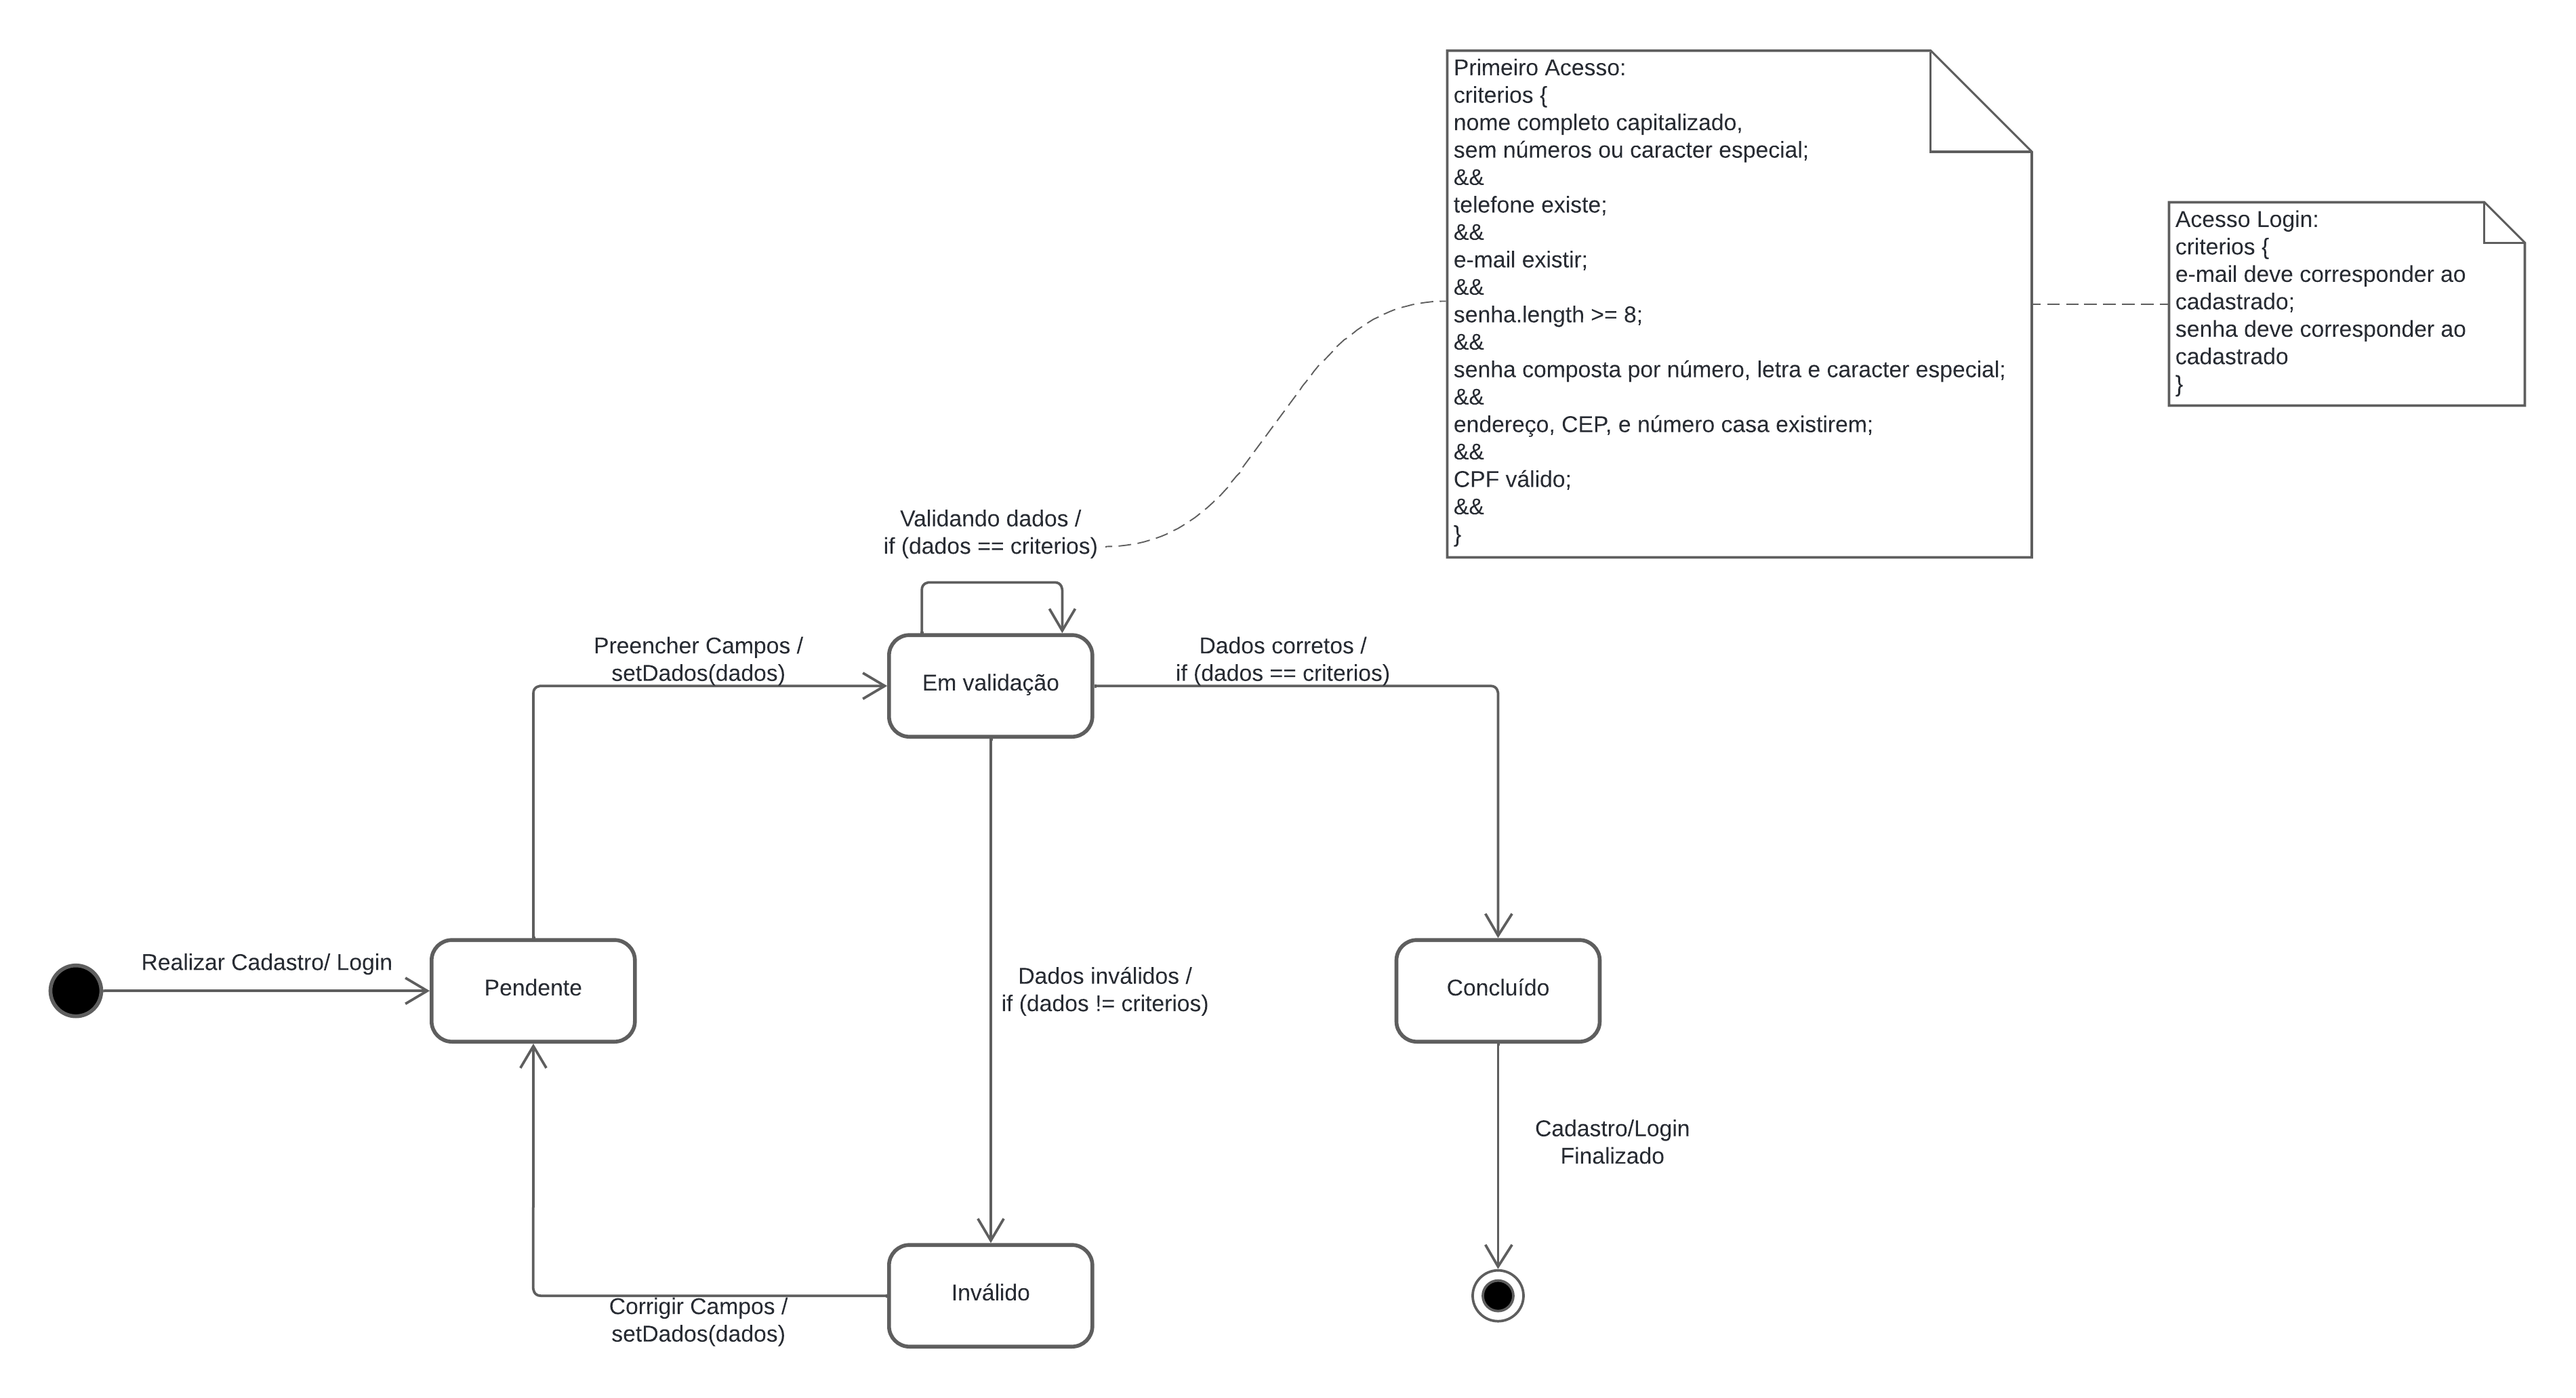 Primeiro Acesso:
criterios {
nome completo capitalizado,
sem números ou caracter especial;
&&
telefone existe;
&&
e-mail existir;
&&
senha.length >= 8;
&&
senha composta por número, letra e caracter especial;
&&
endereço, CEP, e número casa existirem;
&&
CPF válido;
&&
}
Acesso Login:
criterios {
e-mail deve corresponder ao
cadastrado;
senha deve corresponder ao
cadastrado
}
Validando dados /
if (dados == criterios)
Preencher Campos /
setDados(dados)
Em validação
Dados corretos /
if (dados == criterios)
Realizar Cadastro/ Login
Pendente
Dados inválidos /
if (dados != criterios)
Concluído
Cadastro/Login
Finalizado
Inválido
Corrigir Campos /
setDados(dados)